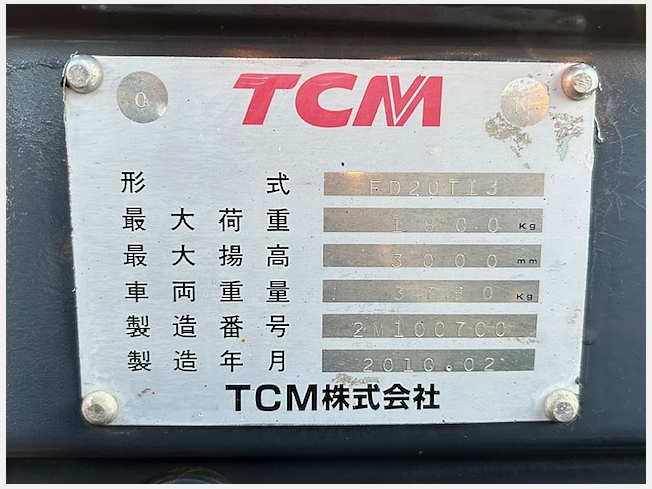 O
TCM
形式 FD20T13
最大荷重 1800 Kg
最大揚高 3000 mm
車両重量 Kg
製造番号 2M100700
製造年月 2010.02
TCM株式会社